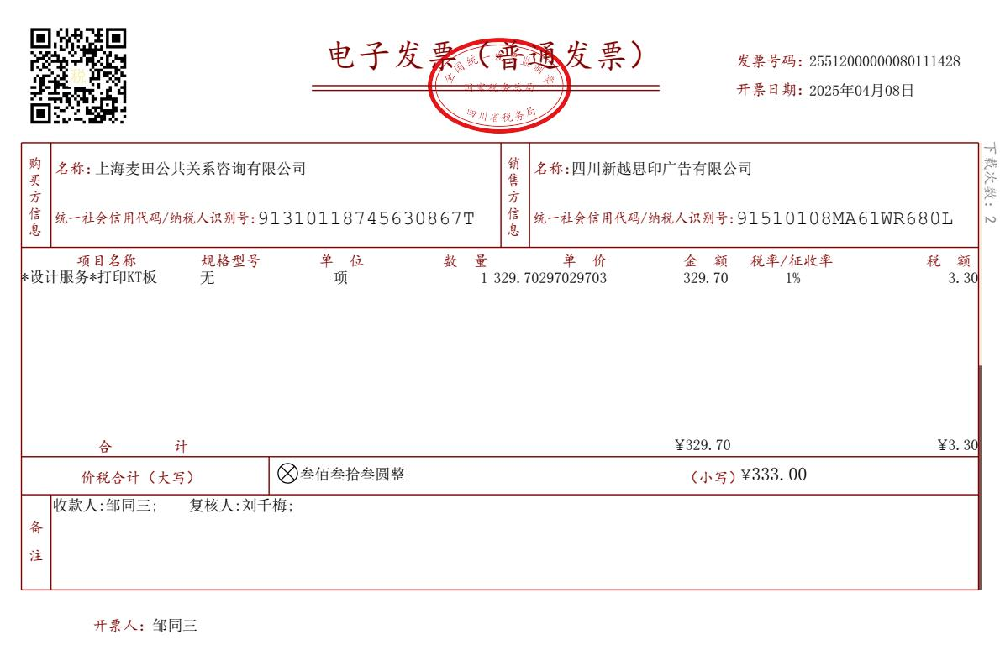 电子发票（普通发票）
全国统一发票监制章
国家税务总局
四川省税务局
税
发票号码：25512000000080111428
开票日期：2025年04月08日
下载次数：2
购买方信息
名称：上海麦田公共关系咨询有限公司
统一社会信用代码/纳税人识别号：91310118745630867T
销售方信息
名称：四川新越思印广告有限公司
统一社会信用代码/纳税人识别号：91510108MA61WR680L
项目名称 规格型号 单 位 数 量 单 价 金 额 税率/征收率 税 额
*设计服务*打印KT板 无 项 1 329.70297029703 329.70 1% 3.30
合 计 ¥329.70 ¥3.30
价税合计（大写） 叁佰叁拾叁圆整 （小写）¥333.00
备注
收款人:邹同三; 复核人:刘千梅;
开票人：邹同三